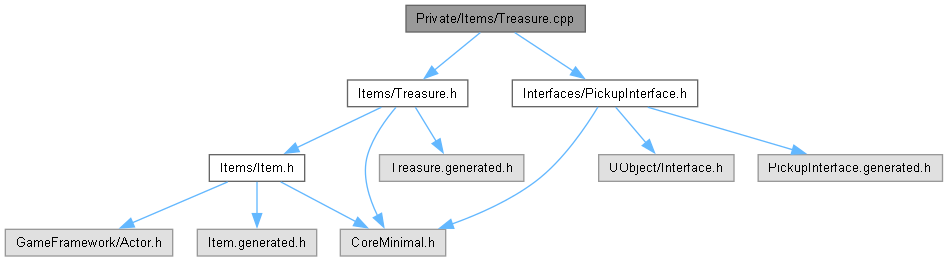 Private/Items/Treasure.cpp
Items/Treasure.h
Interfaces/PickupInterface.h
Items/Item.h
Treasure.generated.h
UObject/Interface.h
PickupInterface.generated.h
GameFramework/Actor.h
Item.generated.h
CoreMinimal.h